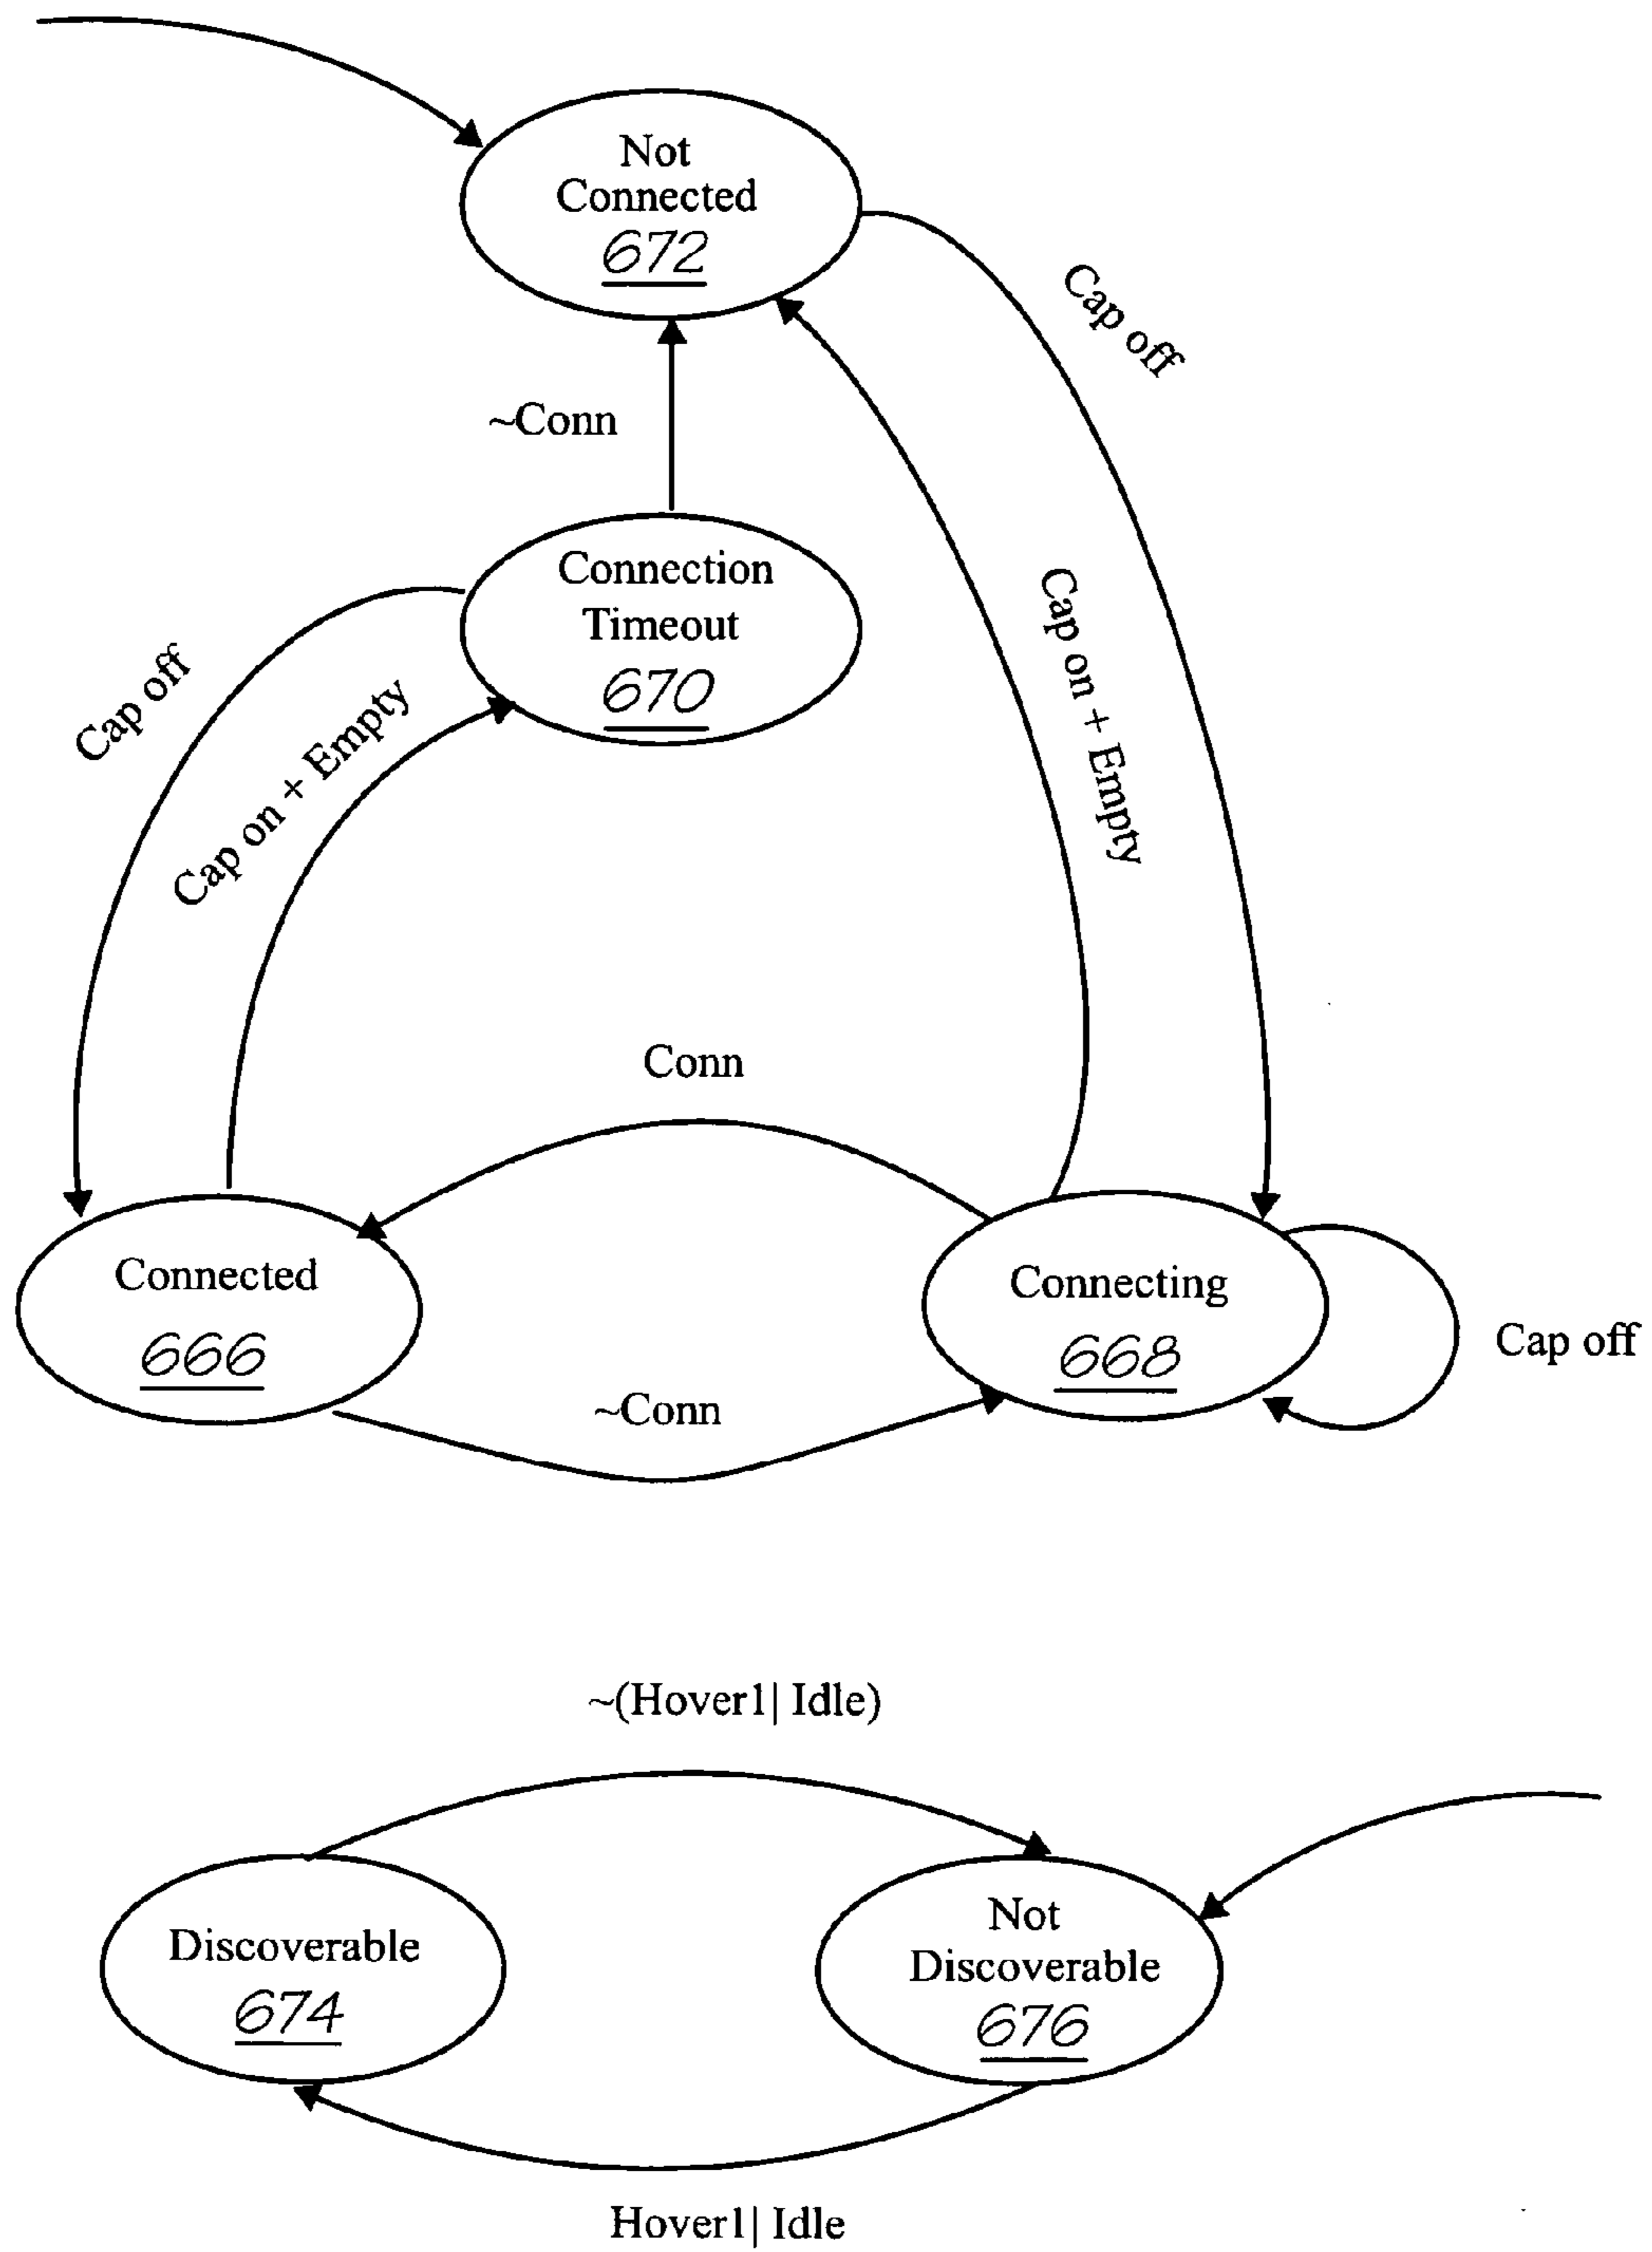 Not
Connected
672
Cap off
~Conn
Connection
Timeout
670
Cap off
Cap on + Empty
Cap on + Empty
Conn
Connected
666
Connecting
668
Cap off
~Conn
~(Hover1| Idle)
Discoverable
674
Not
Discoverable
676
Hover1| Idle